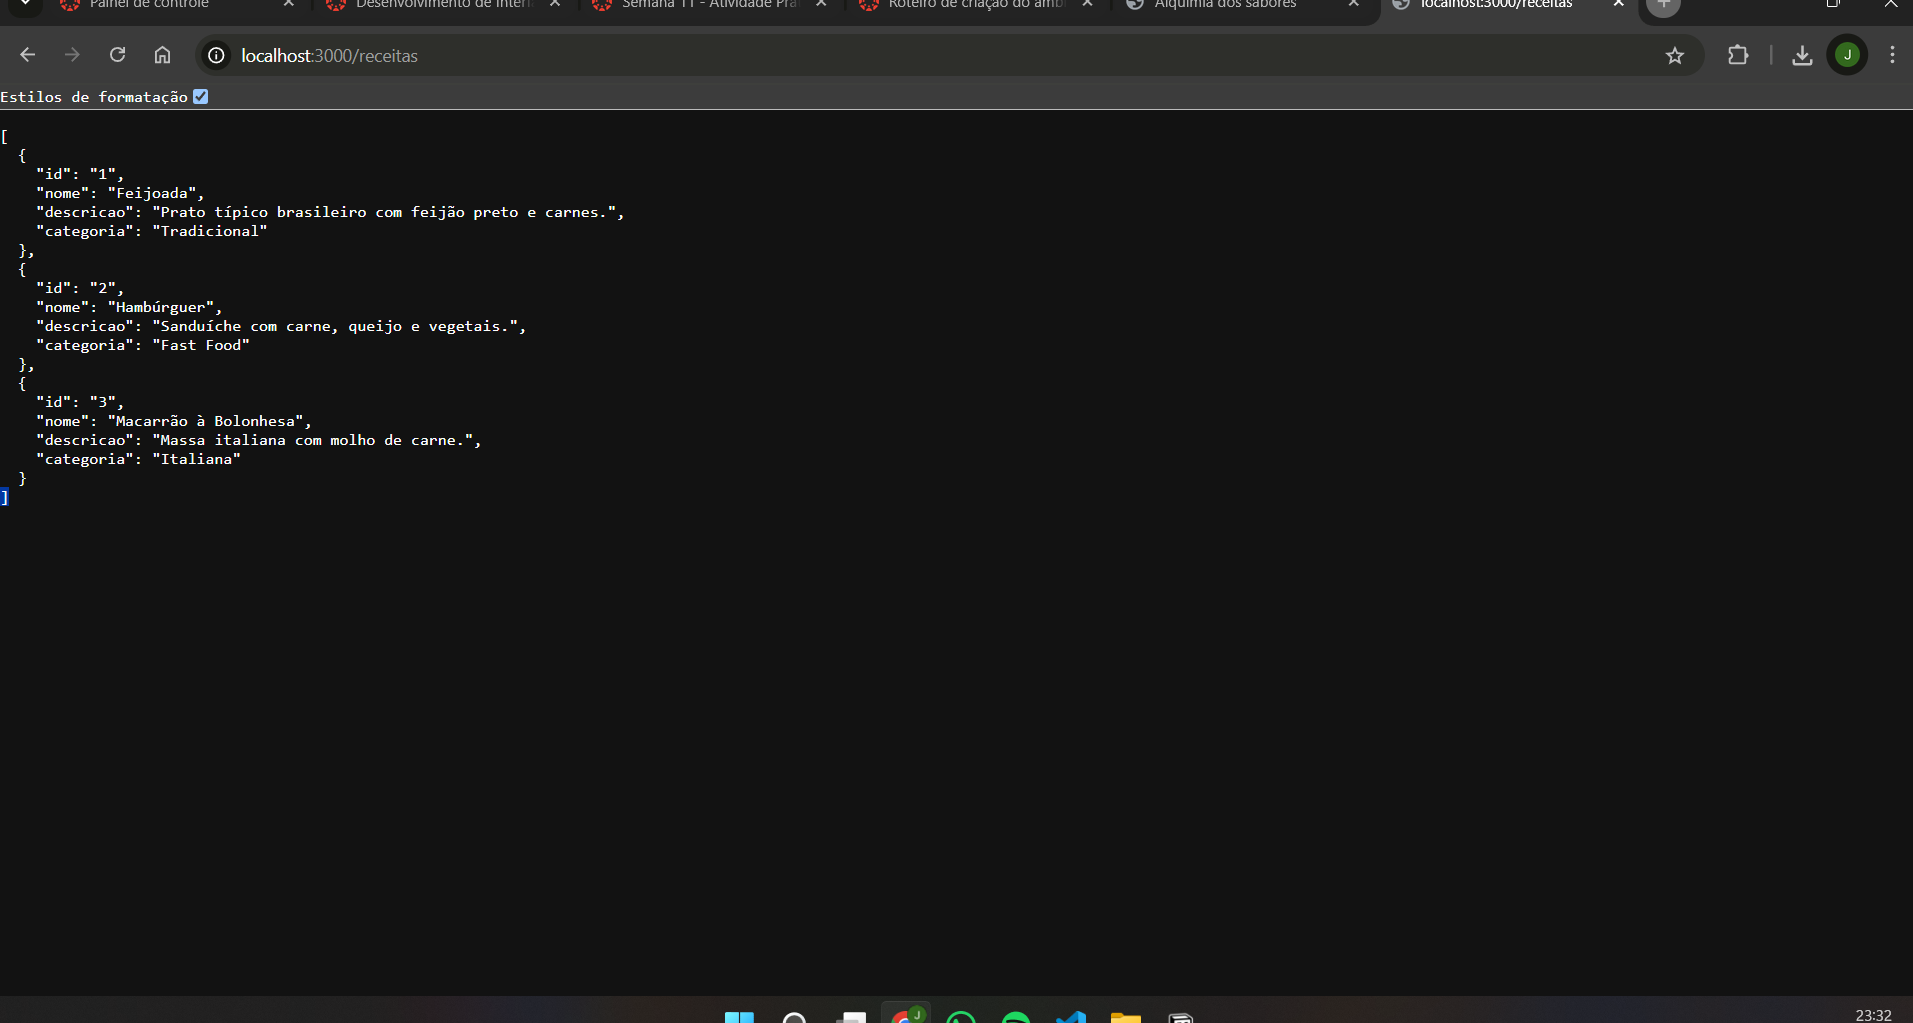 Painel de controle
Desenvolvimento de Interfa
Semana 11 - Atividade Prá
Roteiro de criação do amb
Alquimia dos sabores
localhost:3000/receitas
localhost:3000/receitas
J
Estilos de formatação
[
  {
    "id": "1",
    "nome": "Feijoada",
    "descricao": "Prato típico brasileiro com feijão preto e carnes.",
    "categoria": "Tradicional"
  },
  {
    "id": "2",
    "nome": "Hambúrguer",
    "descricao": "Sanduíche com carne, queijo e vegetais.",
    "categoria": "Fast Food"
  },
  {
    "id": "3",
    "nome": "Macarrão à Bolonhesa",
    "descricao": "Massa italiana com molho de carne.",
    "categoria": "Italiana"
  }
]
J
23:32